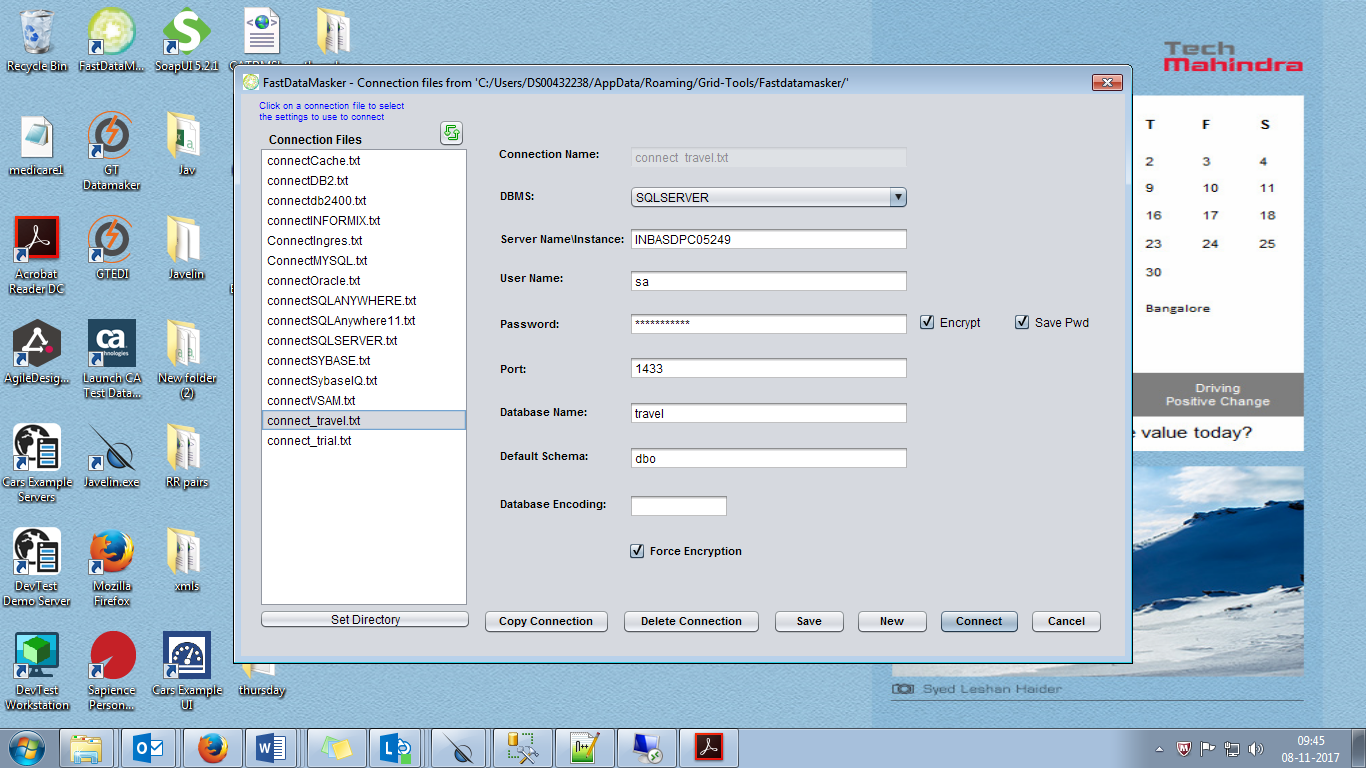 Recycle Bin
FastDataM...
SoapUI 5.2.1
Tech
Mahindra
FastDataMasker - Connection files from 'C:/Users/DS00432238/AppData/Roaming/Grid-Tools/Fastdatamasker/'
Click on a connection file to select
the settings to use to connect
Connection Files
connectCache.txt
connectDB2.txt
connectdb2400.txt
connectINFORMIX.txt
ConnectIngres.txt
ConnectMYSQL.txt
connectOracle.txt
connectSQLANYWHERE.txt
connectSQLAnywhere11.txt
connectSQLSERVER.txt
connectSYBASE.txt
connectSybaseIQ.txt
connectVSAM.txt
connect_travel.txt
connect_trial.txt
Set Directory
Connection Name:
connect travel.txt
DBMS:
SQLSERVER
Server Name\Instance:
INBASDPC05249
User Name:
sa
Password:
***********
Encrypt
Save Pwd
Port:
1433
Database Name:
travel
Default Schema:
dbo
Database Encoding:
Force Encryption
Copy Connection
Delete Connection
Save
New
Connect
Cancel
medicare1
GT
Datamaker
Jav
Acrobat
Reader DC
GTEDI
Javelin
AgileDesig...
ca
technologies
Launch CA
Test Data...
New folder
(2)
Cars Example
Servers
Javelin.exe
RR pairs
DevTest
Demo Server
Mozilla
Firefox
xmls
DevTest
Workstation
Sapience
Person...
Cars Example
UI
thursday
T F S
2 3 4
9 10 11
16 17 18
23 24 25
30
Bangalore
Driving
Positive Change
value today?
Syed Leshan Haider
09:45
08-11-2017